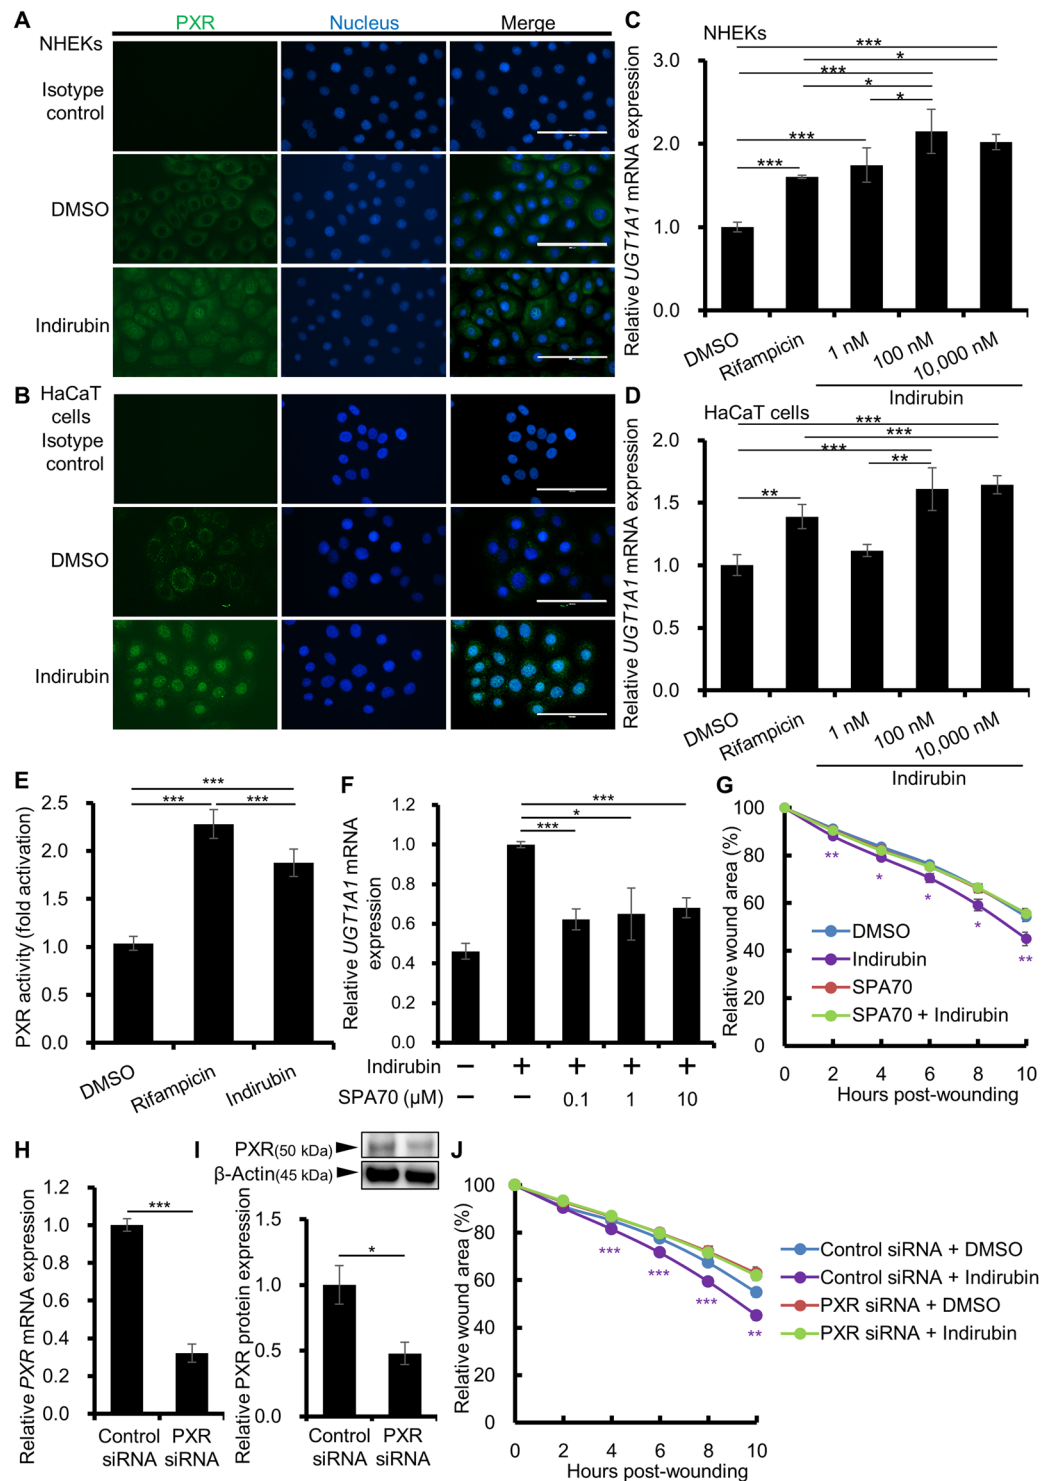 A
PXR
Nucleus
Merge
NHEKs
Isotype
control
DMSO
Indirubin
B
HaCaT
cells
Isotype
control
DMSO
Indirubin
C
NHEKs
Relative UGT1A1 mRNA expression
3.0
2.0
1.0
0.0
***
*
***
*
*
***
***
DMSO
Rifampicin
1 nM
100 nM
10,000 nM
Indirubin
D
HaCaT cells
Relative UGT1A1 mRNA expression
2.0
1.5
1.0
0.5
0.0
***
***
***
**
**
DMSO
Rifampicin
1 nM
100 nM
10,000 nM
Indirubin
E
PXR activity (fold activation)
2.5
2.0
1.5
1.0
0.5
0.0
***
***
***
DMSO
Rifampicin
Indirubin
F
Relative UGT1A1 mRNA
expression
1.2
1.0
0.8
0.6
0.4
0.2
0.0
***
*
***
Indirubin − + + + +
SPA70 (µM) − − 0.1 1 10
G
Relative wound area (%)
100
80
60
40
20
0
**
*
*
*
**
DMSO
Indirubin
SPA70
SPA70 + Indirubin
0 2 4 6 8 10
Hours post-wounding
H
Relative PXR mRNA expression
1.2
1.0
0.8
0.6
0.4
0.2
0.0
***
Control
siRNA
PXR
siRNA
I
PXR(50 kDa)
β-Actin(45 kDa)
Relative PXR protein expression
1.5
1.0
0.5
0.0
*
Control
siRNA
PXR
siRNA
J
Relative wound area (%)
100
80
60
40
20
0
***
***
***
**
Control siRNA + DMSO
Control siRNA + Indirubin
PXR siRNA + DMSO
PXR siRNA + Indirubin
0 2 4 6 8 10
Hours post-wounding